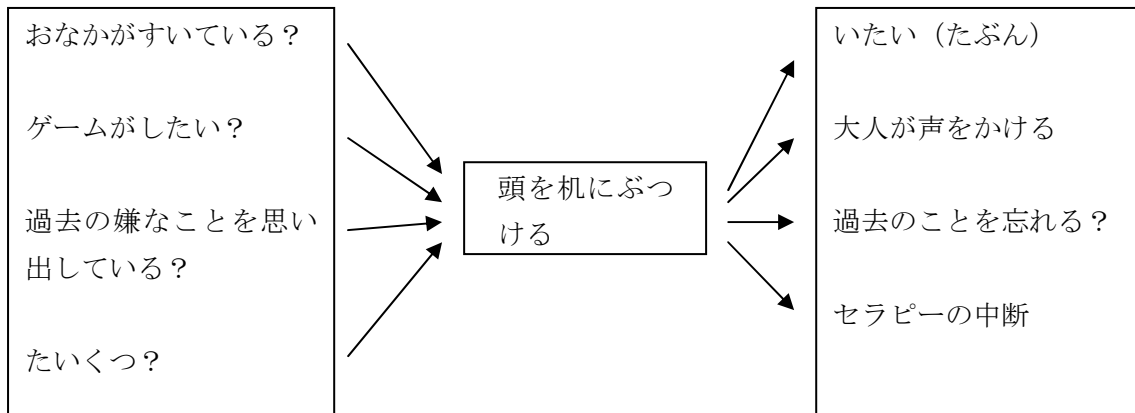 おなかがすいている？
ゲームがしたい？
過去の嫌なことを思い
出している？
たいくつ？
頭を机にぶつ
ける
いたい（たぶん）
大人が声をかける
過去のことを忘れる？
セラピーの中断